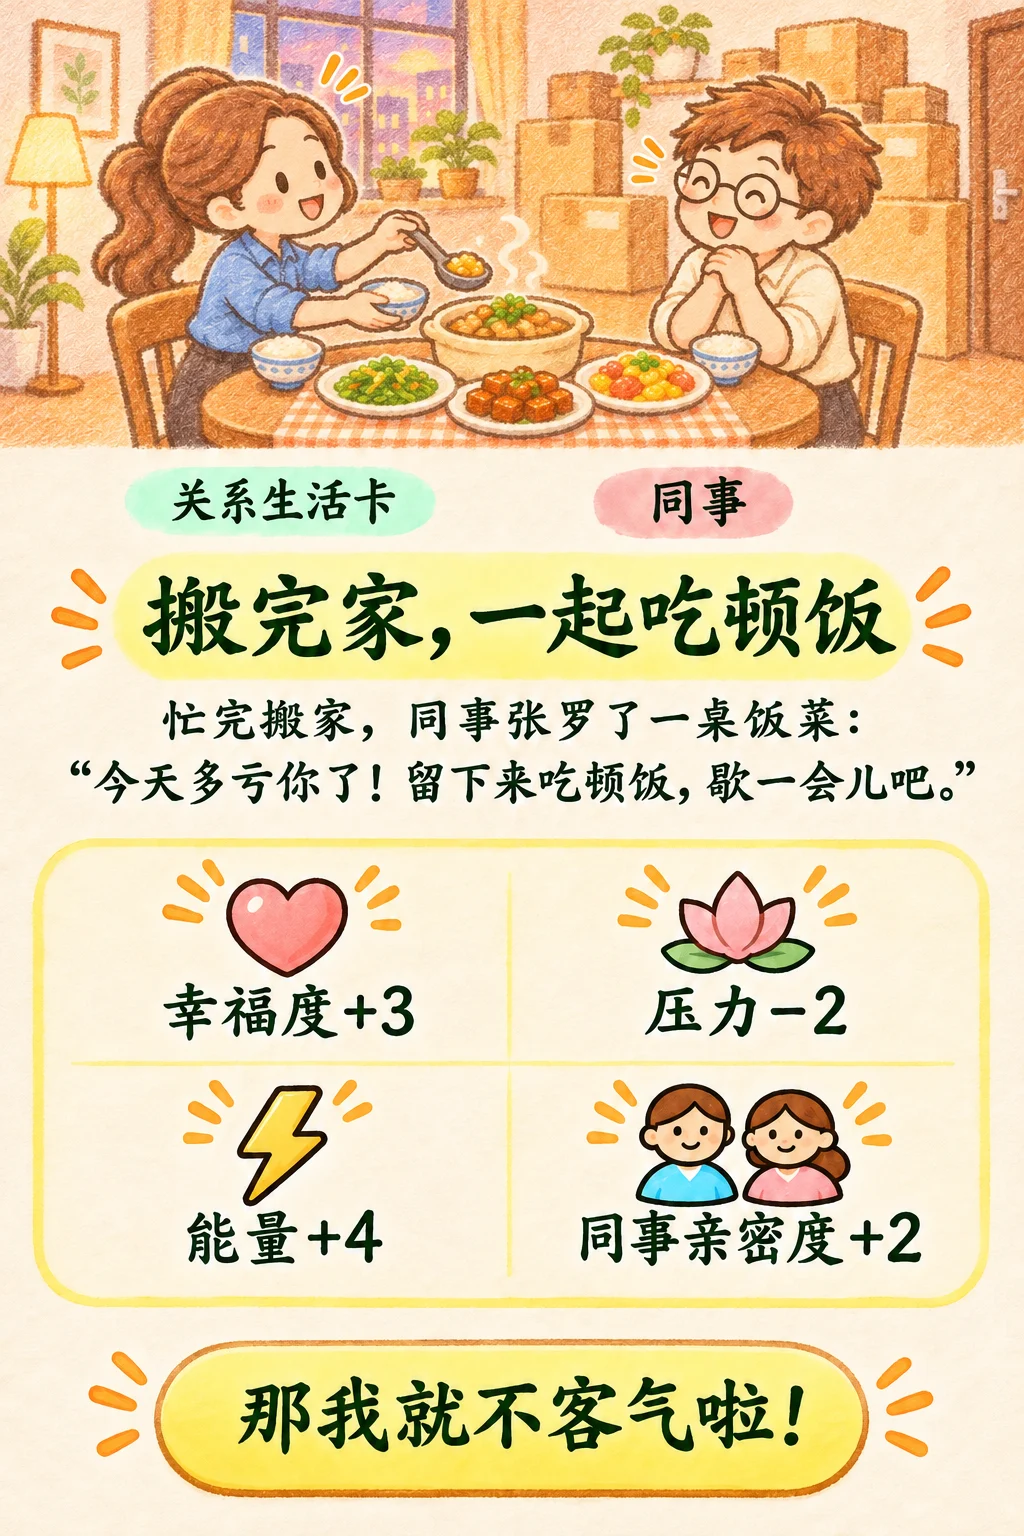 关系生活卡
同事
搬完家，一起吃顿饭
忙完搬家，同事张罗了一桌饭菜：
“今天多亏你了！留下来吃顿饭，歇一会儿吧。”
幸福度+3
压力-2
能量+4
同事亲密度+2
那我就不客气啦！